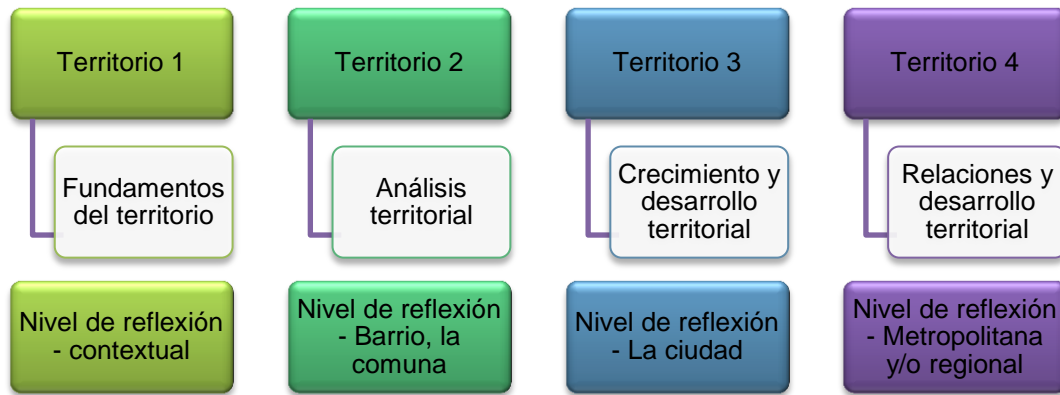 Territorio 1
Fundamentos
del territorio
Nivel de reflexión
- contextual
Territorio 2
Análisis
territorial
Nivel de reflexión
- Barrio, la
comuna
Territorio 3
Crecimiento y
desarrollo
territorial
Nivel de reflexión
- La ciudad
Territorio 4
Relaciones y
desarrollo
territorial
Nivel de reflexión
- Metropolitana
y/o regional